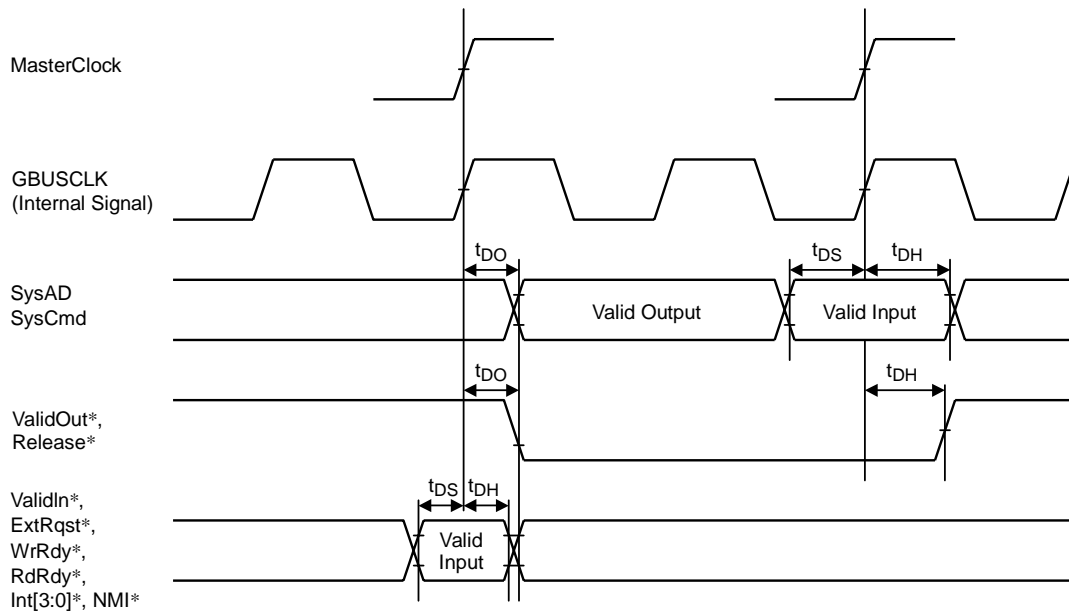 MasterClock
GBUSCLK
(Internal Signal)
tDO
tDS
tDH
SysAD
SysCmd
Valid Output
Valid Input
tDO
tDH
ValidOut*,
Release*
tDS
tDH
ValidIn*,
ExtRqst*,
WrRdy*,
RdRdy*,
Int[3:0]*, NMI*
Valid
Input